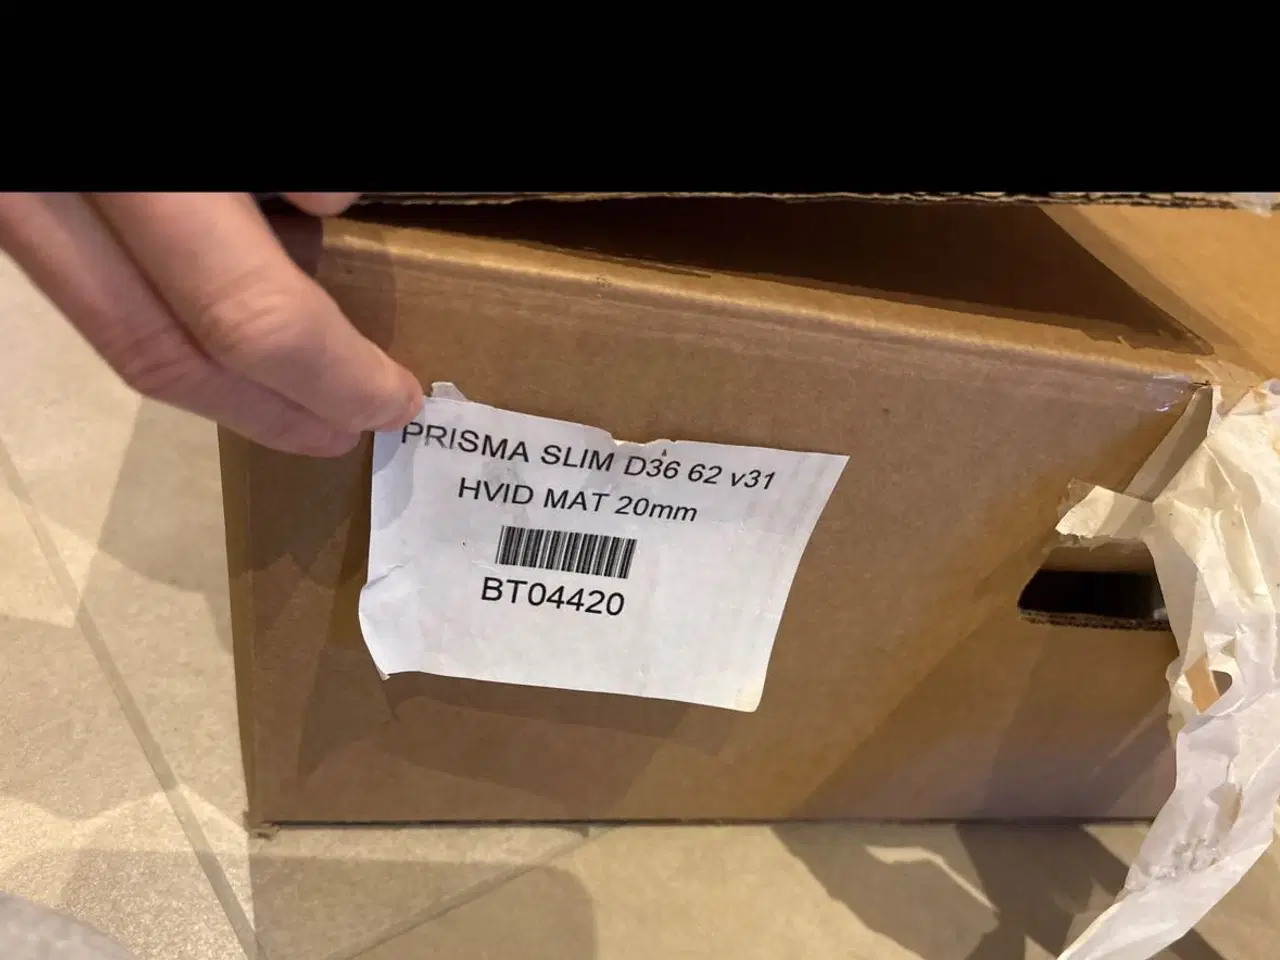 PRISMA SLIM D36 62 v31
HVID MAT 20mm
BT04420